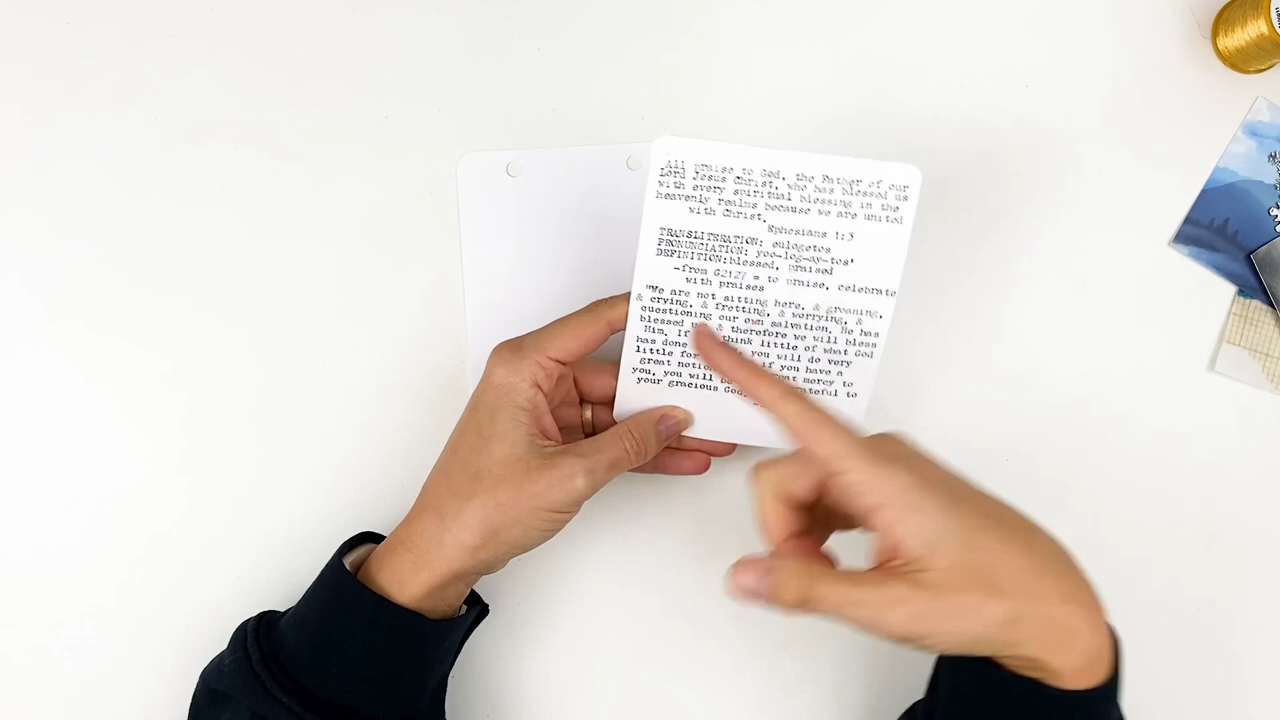 All praise to God, the Father of our
Lord Jesus Christ, who has blessed us
with every spiritual blessing in the
heavenly realms because we are united
with Christ.
Ephesians 1:3
TRANSLITERATION: eulogetos
PRONUNCIATION: yoo-log-ay-tos'
DEFINITION:blessed, praised
-from G2127 = to praise, celebrate
with praises
"We are not sitting here, & groaning,
& crying, & fretting, & worrying, &
questioning our own salvation. He has
blessed & therefore we will bless
Him. If think little of what God
has done you will do very
little for if you have a
great notion great mercy to
you, you will be grateful to
your gracious God.